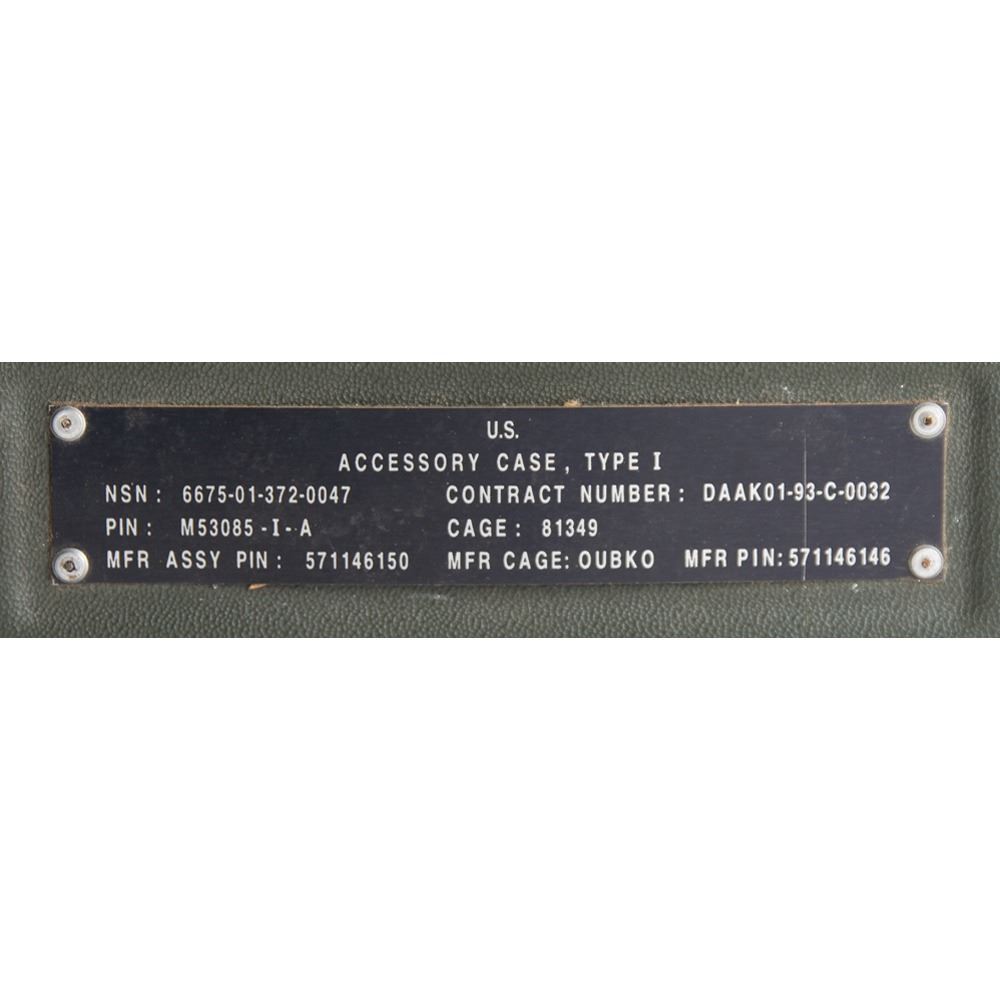 U.S.
ACCESSORY CASE, TYPE I
NSN: 6675-01-372-0047 CONTRACT NUMBER: DAAK01-93-C-0032
PIN: M53085-I-A CAGE: 81349
MFR ASSY PIN: 571146150 MFR CAGE: OUBKO MFR PIN: 571146146